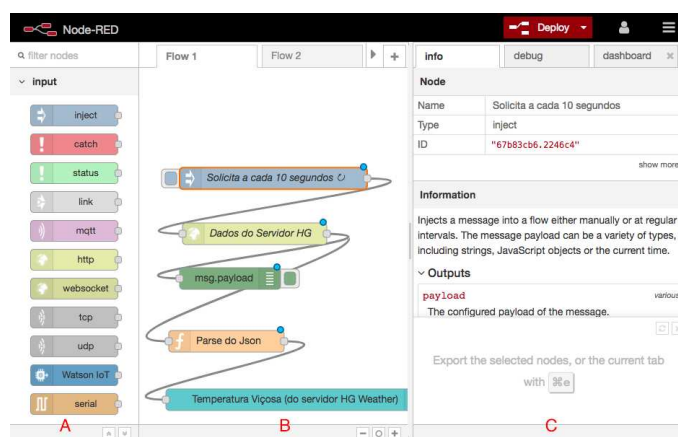 Node-RED
Deploy
filter nodes
Flow 1
Flow 2
info
debug
dashboard
input
inject
catch
status
link
mqtt
http
websocket
tcp
udp
Watson IoT
serial
A
Solicita a cada 10 segundos ↻
Dados do Servidor HG
msg.payload
Parse do Json
Temperatura Viçosa (do servidor HG Weather)
B
Node
Name Solicita a cada 10 segundos
Type inject
ID "67b83cb6.2246c4"
show more
Information
Injects a message into a flow either manually or at regular
intervals. The message payload can be a variety of types,
including strings, JavaScript objects or the current time.
Outputs
payload various
The configured payload of the message.
Export the selected nodes, or the current tab
with ⌘e
C